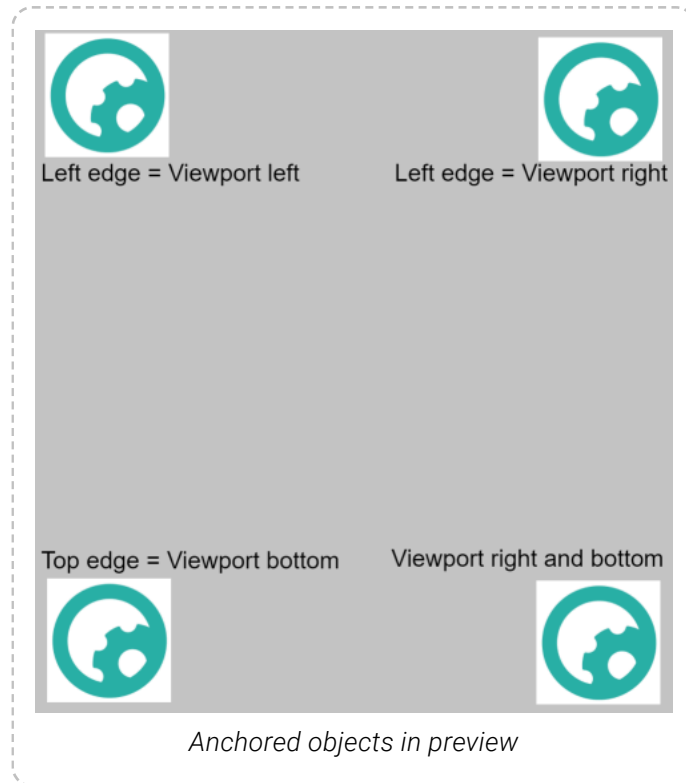 Left edge = Viewport left
Left edge = Viewport right
Top edge = Viewport bottom
Viewport right and bottom
Anchored objects in preview